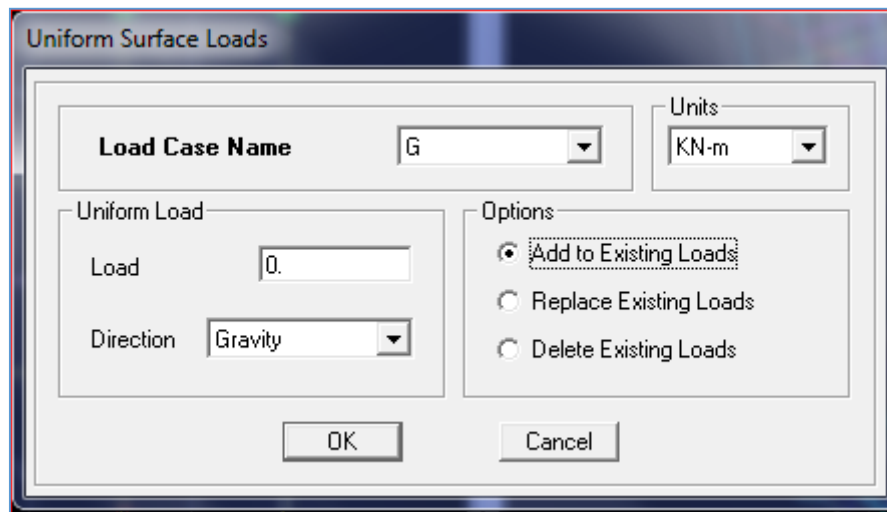 Uniform Surface Loads
Load Case Name
G
Units
KN-m
Uniform Load
Load
0.
Direction
Gravity
Options
Add to Existing Loads
Replace Existing Loads
Delete Existing Loads
OK
Cancel